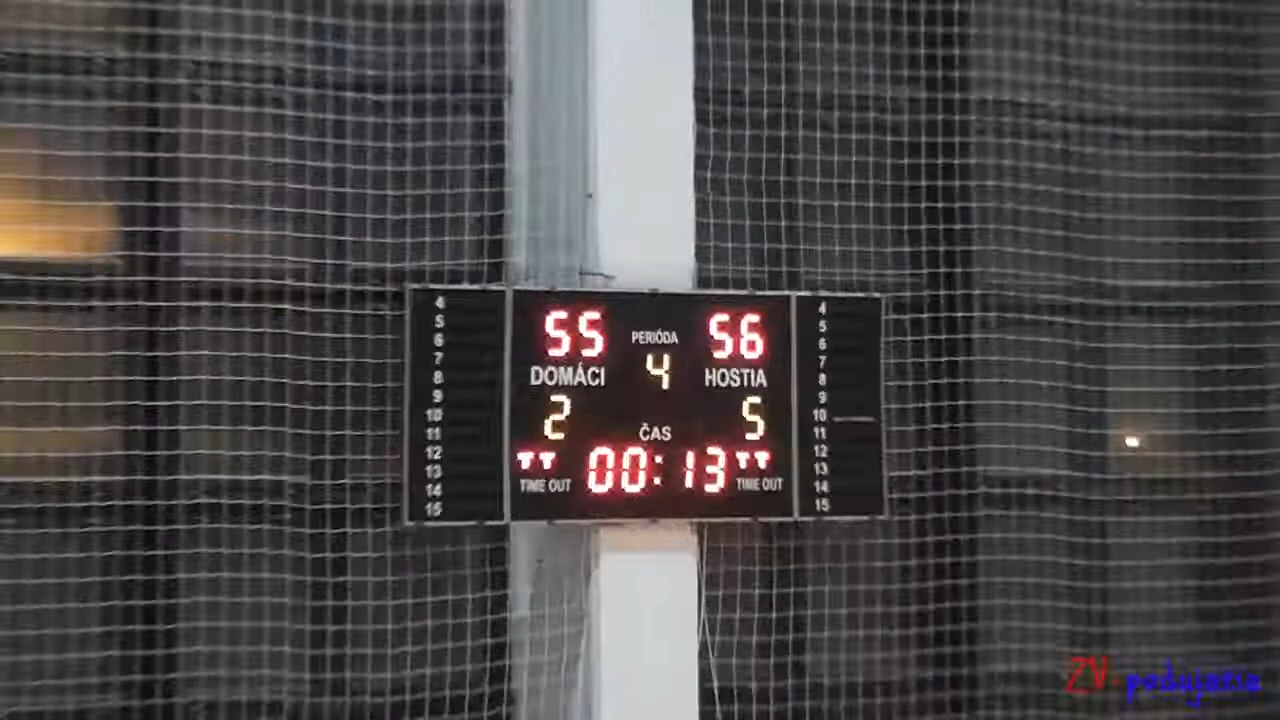 4 55 PERIÓDA 56 4
5 4 5
6 DOMÁCI HOSTIA 6
7 2 5 7
8 ČAS 8
9 00:13 9
10 TIME OUT TIME OUT 10
11 11
12 12
13 13
14 14
15 15
ZV-podujatia